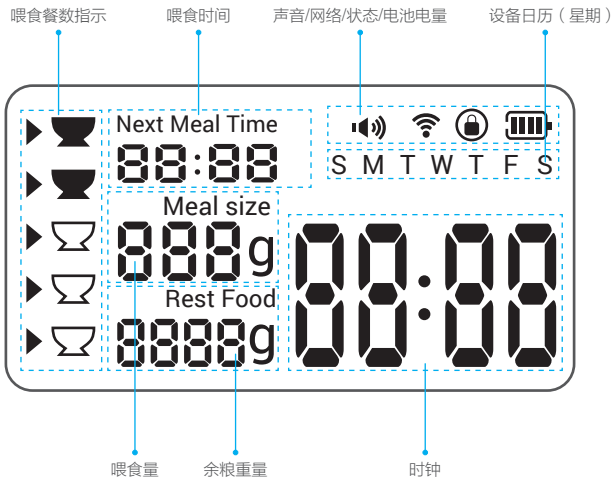 喂食餐数指示
喂食时间
声音/网络/状态/电池电量
设备日历（星期）
Next Meal Time
88:88
S M T W T F S
Meal size
888g
88:88
Rest Food
8888g
喂食量
余粮重量
时钟